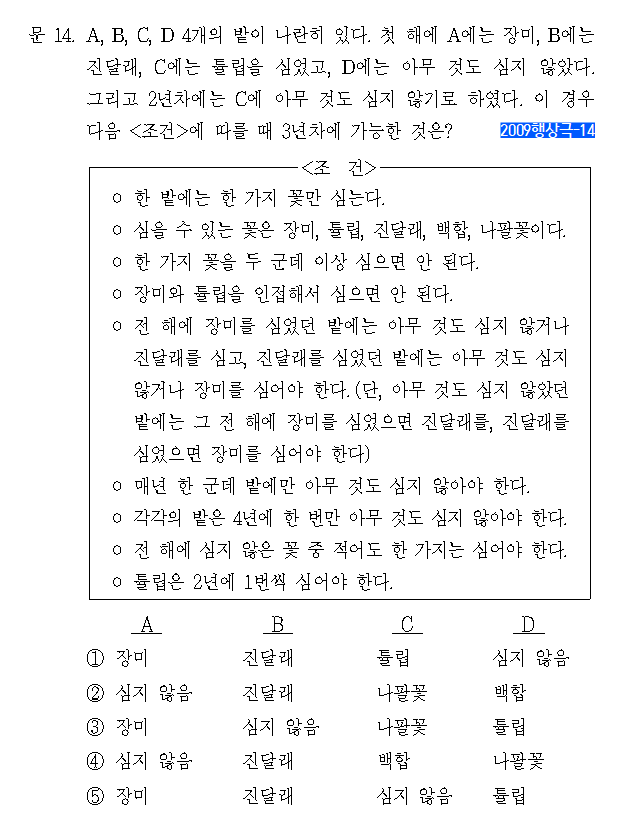 문 14. A, B, C, D 4개의 밭이 나란히 있다. 첫 해에 A에는 장미, B에는
진달래, C에는 튤립을 심었고, D에는 아무 것도 심지 않았다.
그리고 2년차에는 C에 아무 것도 심지 않기로 하였다. 이 경우
다음 <조건>에 따를 때 3년차에 가능한 것은? 2009행상극-14
<조 건>
○ 한 밭에는 한 가지 꽃만 심는다.
○ 심을 수 있는 꽃은 장미, 튤립, 진달래, 백합, 나팔꽃이다.
○ 한 가지 꽃을 두 군데 이상 심으면 안 된다.
○ 장미와 튤립을 인접해서 심으면 안 된다.
○ 전 해에 장미를 심었던 밭에는 아무 것도 심지 않거나
진달래를 심고, 진달래를 심었던 밭에는 아무 것도 심지
않거나 장미를 심어야 한다.(단, 아무 것도 심지 않았던
밭에는 그 전 해에 장미를 심었으면 진달래를, 진달래를
심었으면 장미를 심어야 한다)
○ 매년 한 군데 밭에만 아무 것도 심지 않아야 한다.
○ 각각의 밭은 4년에 한 번만 아무 것도 심지 않아야 한다.
○ 전 해에 심지 않은 꽃 중 적어도 한 가지는 심어야 한다.
○ 튤립은 2년에 1번씩 심어야 한다.
A B C D
① 장미 진달래 튤립 심지 않음
② 심지 않음 진달래 나팔꽃 백합
③ 장미 심지 않음 나팔꽃 튤립
④ 심지 않음 진달래 백합 나팔꽃
⑤ 장미 진달래 심지 않음 튤립